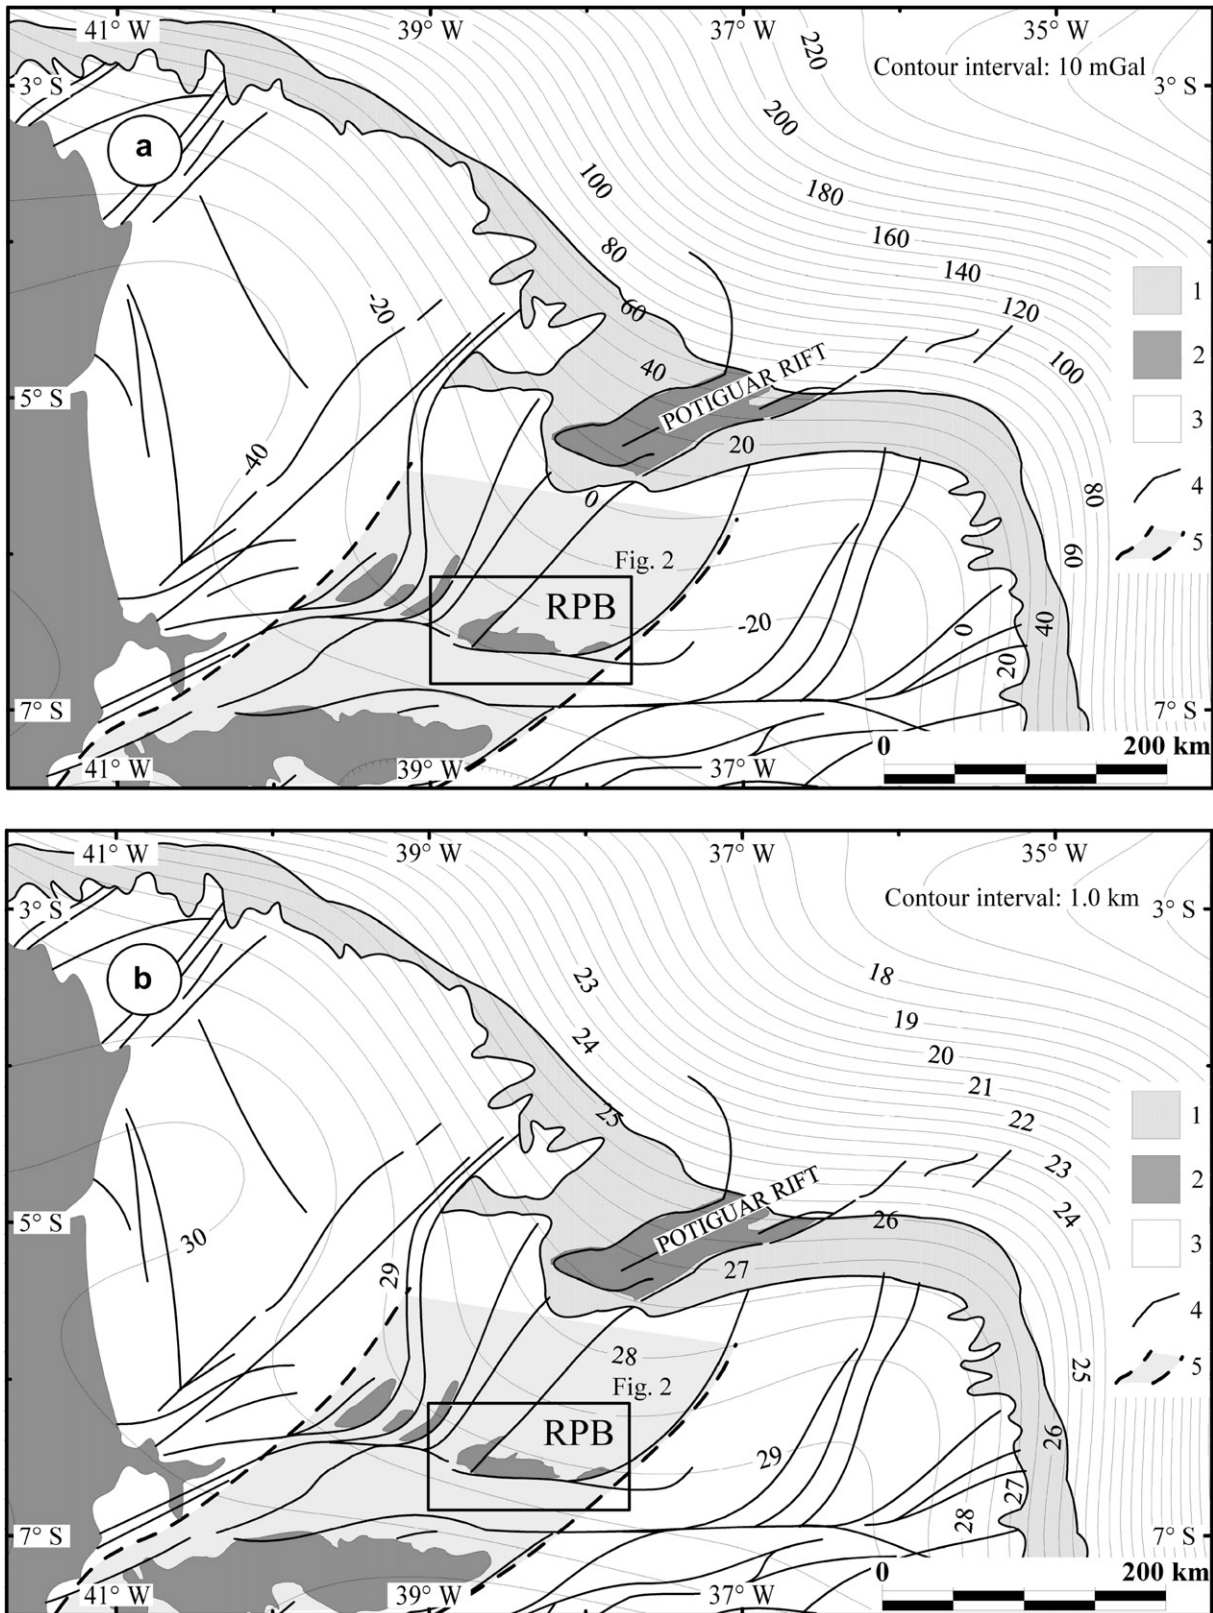 41° W
39° W
37° W
35° W
220
Contour interval: 10 mGal
3° S
3° S
200
a
100
180
160
80
140
1
-20
60
120
2
40
POTIGUAR RIFT
100
5° S
5° S
3
20
-40
80
4
0
60
5
Fig. 2
RPB
-20
0
40
20
7° S
7° S
0
200 km
41° W
39° W
37° W
41° W
39° W
37° W
35° W
Contour interval: 1.0 km
3° S
3° S
b
23
18
19
24
20
21
25
22
1
23
2
POTIGUAR RIFT
24
5° S
26
5° S
30
27
3
29
4
28
25
5
Fig. 2
RPB
29
26
27
28
7° S
7° S
0
200 km
41° W
39° W
37° W